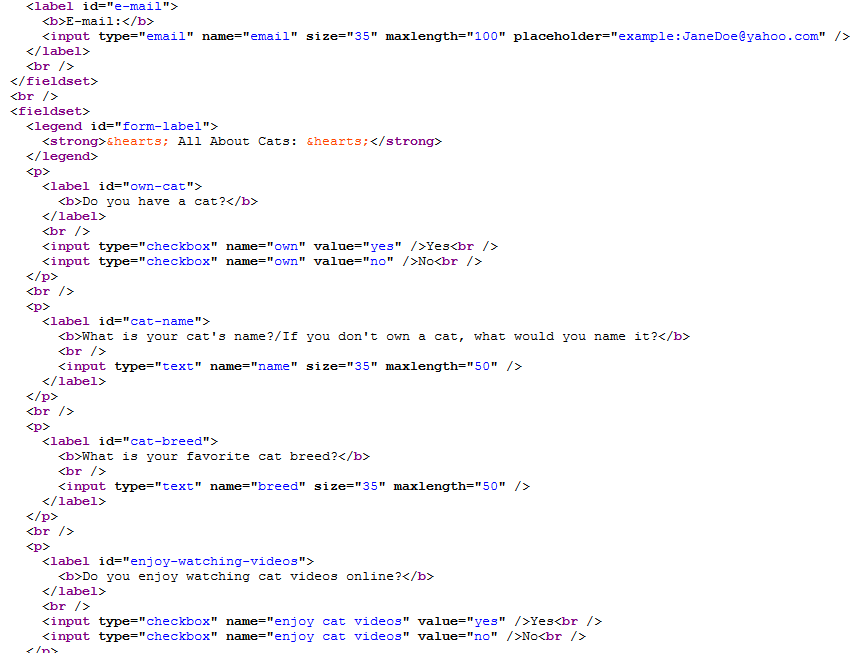 <label id="e-mail">
<b>E-mail:</b>
<input type="email" name="email" size="35" maxlength="100" placeholder="example:JaneDoe@yahoo.com" />
</label>
<br />
</fieldset>
<br />
<fieldset>
<legend id="form-label">
<strong>&hearts; All About Cats: &hearts;</strong>
</legend>
<p>
<label id="own-cat">
<b>Do you have a cat?</b>
</label>
<br />
<input type="checkbox" name="own" value="yes" />Yes<br />
<input type="checkbox" name="own" value="no" />No<br />
</p>
<br />
<p>
<label id="cat-name">
<b>What is your cat's name?/If you don't own a cat, what would you name it?</b>
<br />
<input type="text" name="name" size="35" maxlength="50" />
</label>
</p>
<br />
<p>
<label id="cat-breed">
<b>What is your favorite cat breed?</b>
<br />
<input type="text" name="breed" size="35" maxlength="50" />
</label>
</p>
<br />
<p>
<label id="enjoy-watching-videos">
<b>Do you enjoy watching cat videos online?</b>
</label>
<br />
<input type="checkbox" name="enjoy cat videos" value="yes" />Yes<br />
<input type="checkbox" name="enjoy cat videos" value="no" />No<br />
</p>